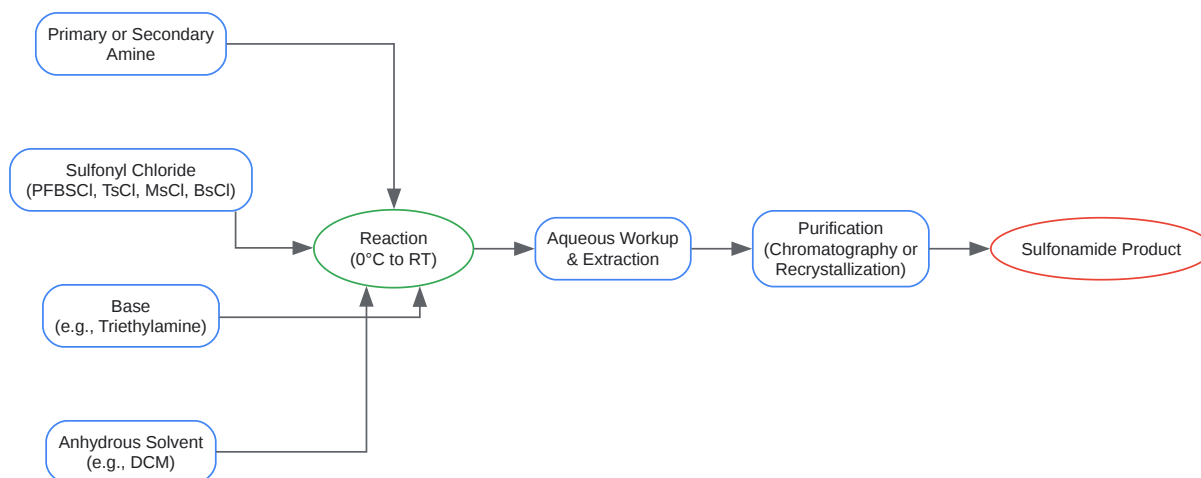 Primary or Secondary
Amine
Sulfonyl Chloride
(PFBSCl, TsCl, MsCl, BsCl)
Base
(e.g., Triethylamine)
Anhydrous Solvent
(e.g., DCM)
Reaction
(0°C to RT)
Aqueous Workup
& Extraction
Purification
(Chromatography or
Recrystallization)
Sulfonamide Product